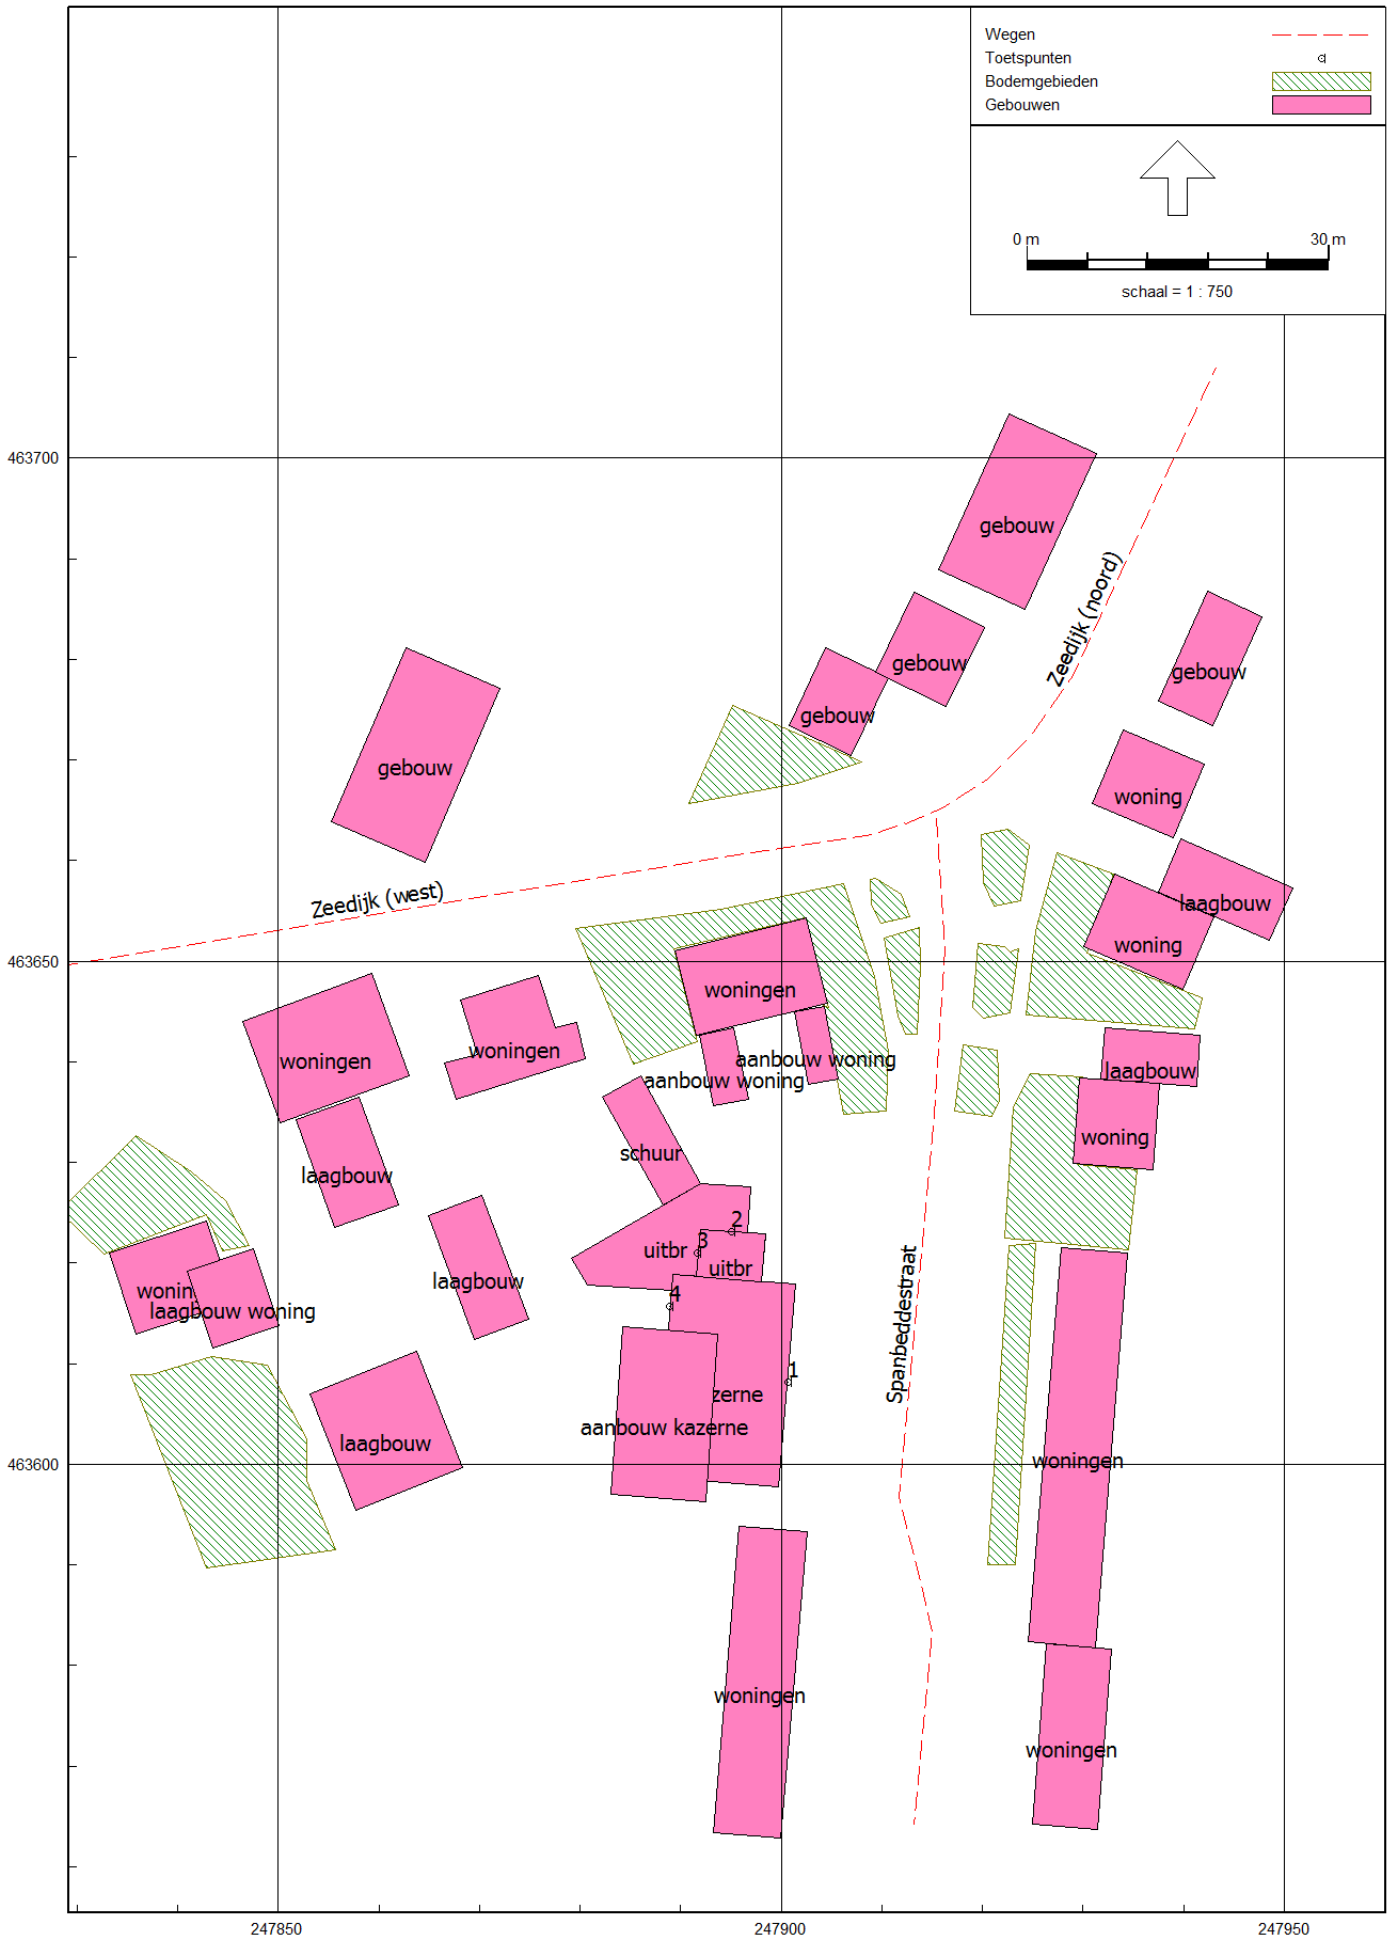 Wegen
Toetspunten
Bodemgebieden
Gebouwen
0 m 30 m
schaal = 1 : 750
463700
gebouw
Zeedijk (noord)
gebouw
gebouw
gebouw
gebouw
woning
Zeedijk (west)
laagbouw
woning
463650
woningen
woningen
woningen
aanbouw woning
aanbouw woning
laagbouw
woning
schuur
laagbouw
2
3
uitbr
uitbr
4
laagbouw
wonin
laagbouw woning
Spanbeddestraat
1
zerne
aanbouw kazerne
laagbouw
463600
woningen
woningen
woningen
247850 247900 247950